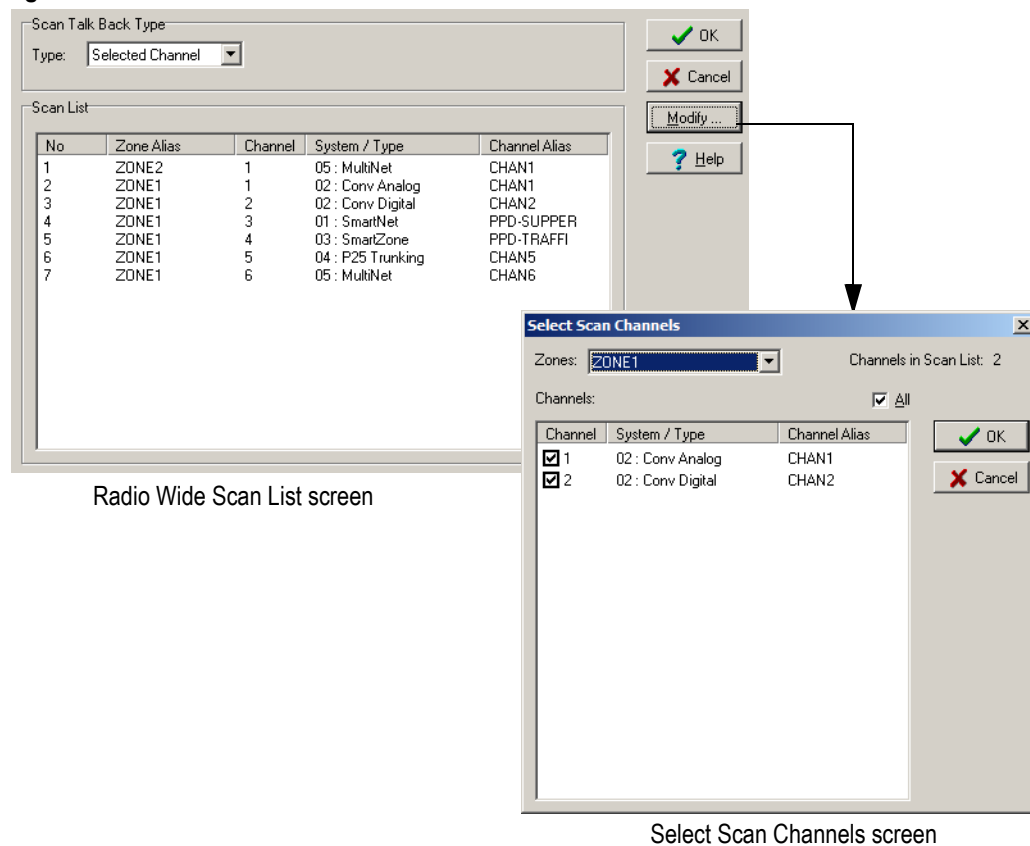 Scan Talk Back Type
Type: Selected Channel
OK
Cancel
Modify ...
Help
Scan List
No Zone Alias Channel System / Type Channel Alias
1 ZONE2 1 05 : MultiNet CHAN1
2 ZONE1 1 02 : Conv Analog CHAN1
3 ZONE1 2 02 : Conv Digital CHAN2
4 ZONE1 3 01 : SmartNet PPD-SUPPER
5 ZONE1 4 03 : SmartZone PPD-TRAFFI
6 ZONE1 5 04 : P25 Trunking CHAN5
7 ZONE1 6 05 : MultiNet CHAN6
Radio Wide Scan List screen
Select Scan Channels
Zones: ZONE1 Channels in Scan List: 2
Channels: All
Channel System / Type Channel Alias
1 02 : Conv Analog CHAN1
2 02 : Conv Digital CHAN2
OK
Cancel
Select Scan Channels screen